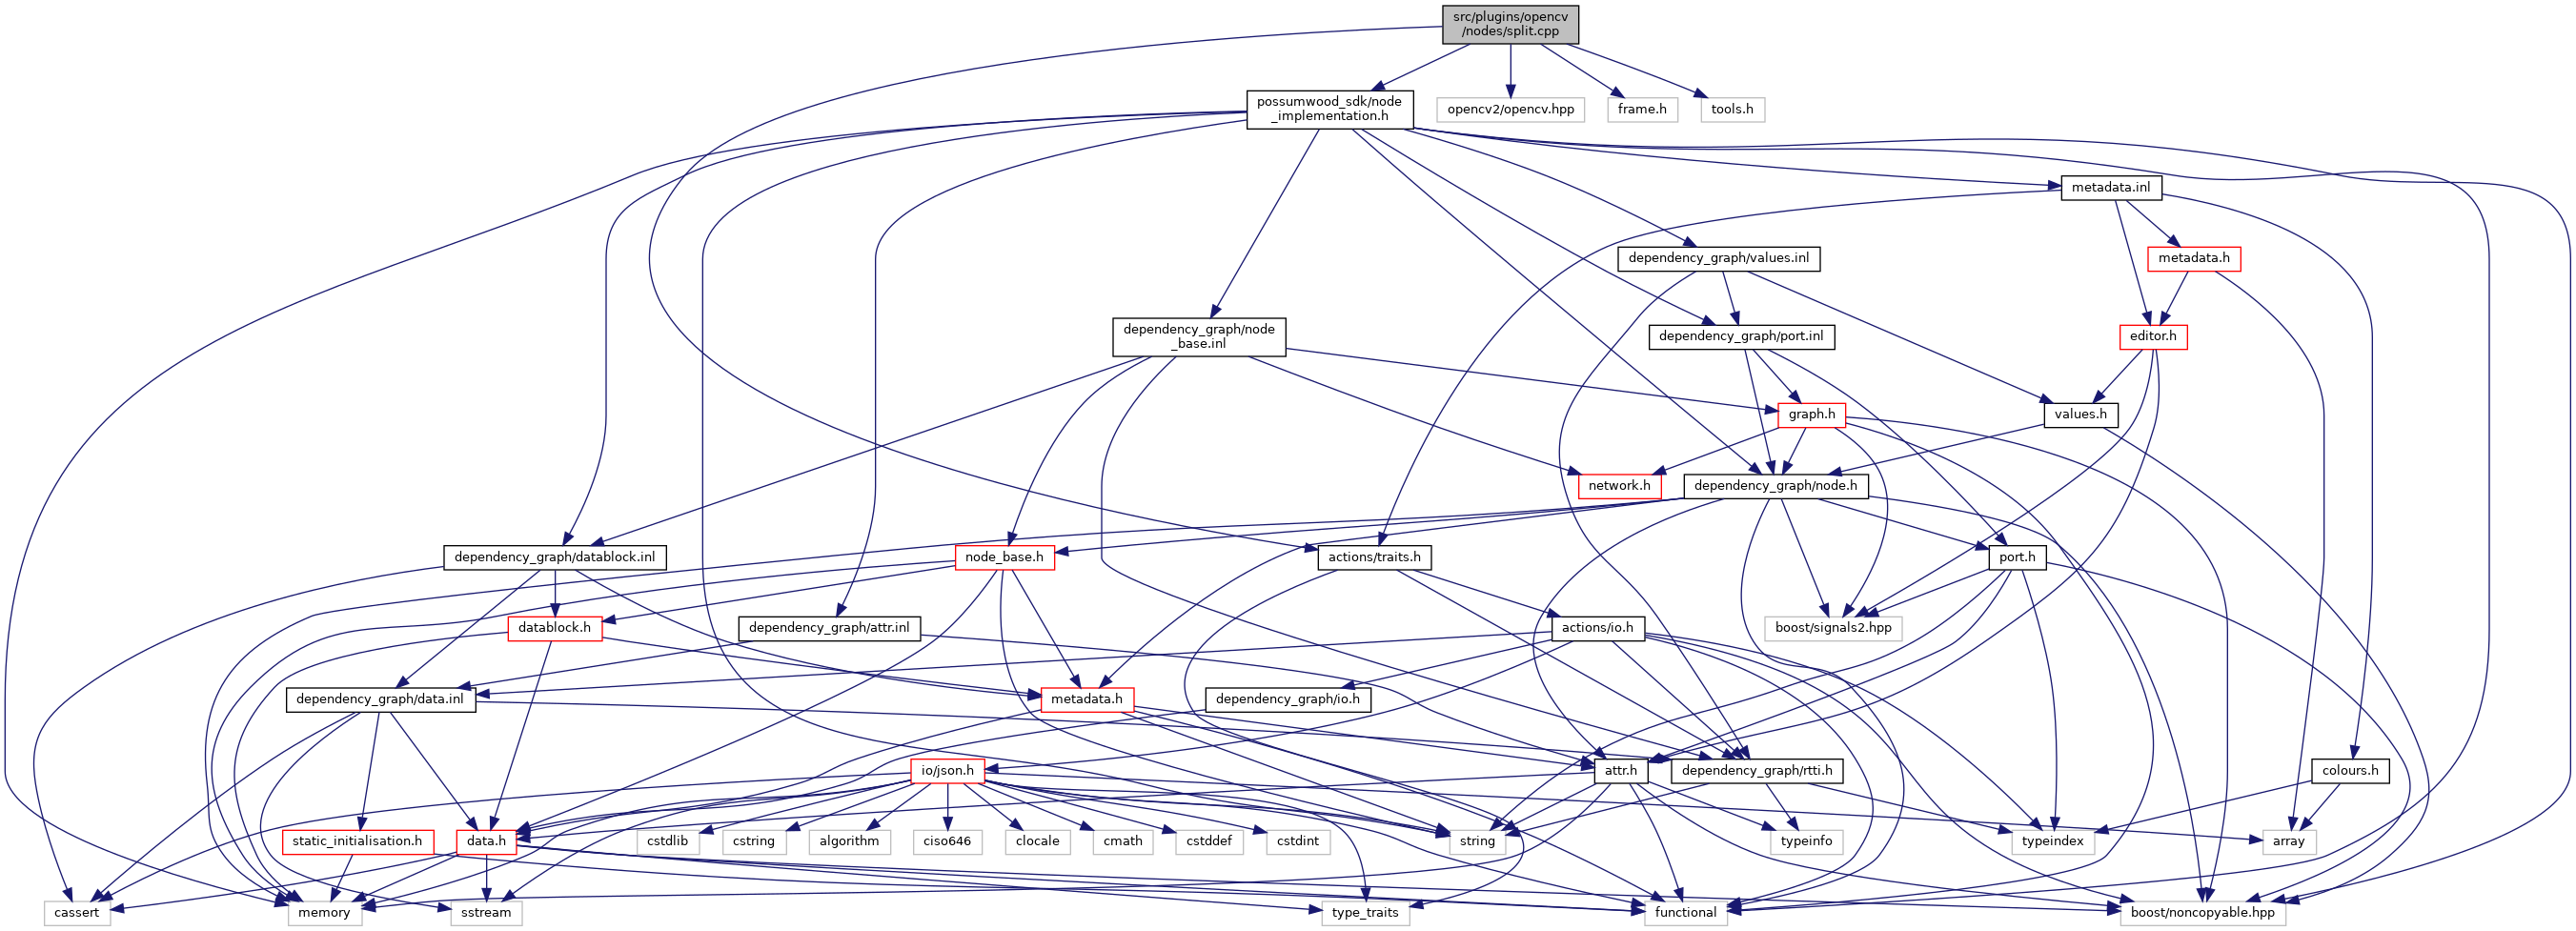 src/plugins/opencv
/nodes/split.cpp
possumwood_sdk/node
_implementation.h
opencv2/opencv.hpp
frame.h
tools.h
metadata.inl
dependency_graph/values.inl
metadata.h
dependency_graph/node
_base.inl
dependency_graph/port.inl
editor.h
graph.h
values.h
network.h
dependency_graph/node.h
dependency_graph/datablock.inl
node_base.h
actions/traits.h
port.h
datablock.h
dependency_graph/attr.inl
actions/io.h
boost/signals2.hpp
dependency_graph/data.inl
metadata.h
dependency_graph/io.h
io/json.h
attr.h
dependency_graph/rtti.h
colours.h
static_initialisation.h
data.h
cstdlib
cstring
algorithm
ciso646
clocale
cmath
cstddef
cstdint
string
typeinfo
typeindex
array
cassert
memory
sstream
type_traits
functional
boost/noncopyable.hpp